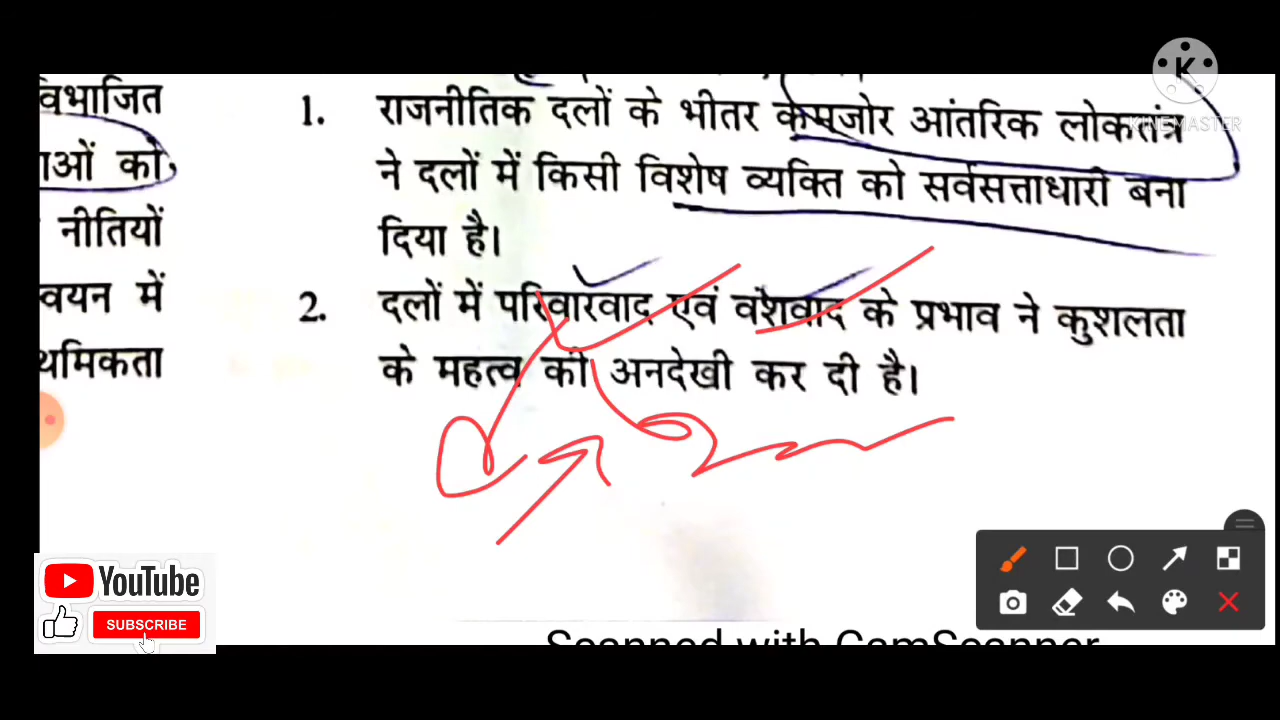 विभाजित
ाओं को,
नीतियों
वयन में
थमिकता
1. राजनीतिक दलों के भीतर कमजोर आंतरिक लोकतंत्र
ने दलों में किसी विशेष व्यक्ति को सर्वसत्ताधारी बना
दिया है।
2. दलों में परिवारवाद एवं वंशवाद के प्रभाव ने कुशलता
के महत्व की अनदेखी कर दी है।
K
KINEMASTER
YouTube
SUBSCRIBE
Scanned with CamScanner